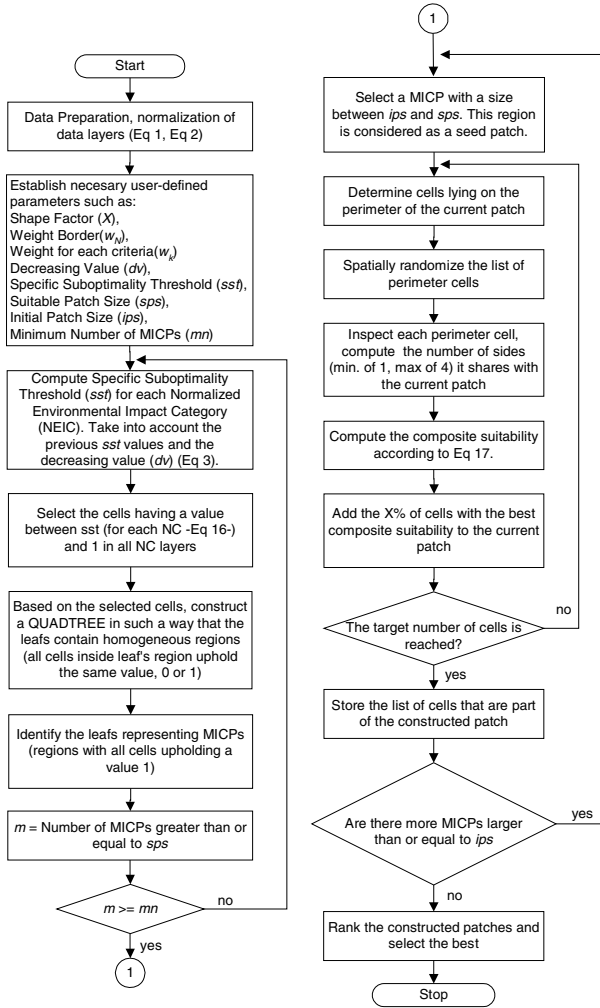 Start
Data Preparation, normalization of
data layers (Eq 1, Eq 2)
Establish necesary user-defined
parameters such as:
Shape Factor (X),
Weight Border(w_N),
Weight for each criteria(w_k)
Decreasing Value (dv),
Specific Suboptimality Threshold (sst),
Suitable Patch Size (sps),
Initial Patch Size (ips),
Minimum Number of MICPs (mn)
Compute Specific Suboptimality
Threshold (sst) for each Normalized
Environmental Impact Category
(NEIC). Take into account the
previous sst values and the
decreasing value (dv) (Eq 3).
Select the cells having a value
between sst (for each NC -Eq 16-)
and 1 in all NC layers
Based on the selected cells, construct
a QUADTREE in such a way that the
leafs contain homogeneous regions
(all cells inside leaf's region uphold
the same value, 0 or 1)
Identify the leafs representing MICPs
(regions with all cells upholding a
value 1)
m = Number of MICPs greater than or
equal to sps
m >= mn
no
yes
1
1
Select a MICP with a size
between ips and sps. This region
is considered as a seed patch.
Determine cells lying on the
perimeter of the current patch
Spatially randomize the list of
perimeter cells
Inspect each perimeter cell,
compute the number of sides
(min. of 1, max of 4) it shares with
the current patch
Compute the composite suitability
according to Eq 17.
Add the X% of cells with the best
composite suitability to the current
patch
The target number of cells is
reached?
no
yes
Store the list of cells that are part
of the constructed patch
Are there more MICPs larger
than or equal to ips
yes
no
Rank the constructed patches and
select the best
Stop